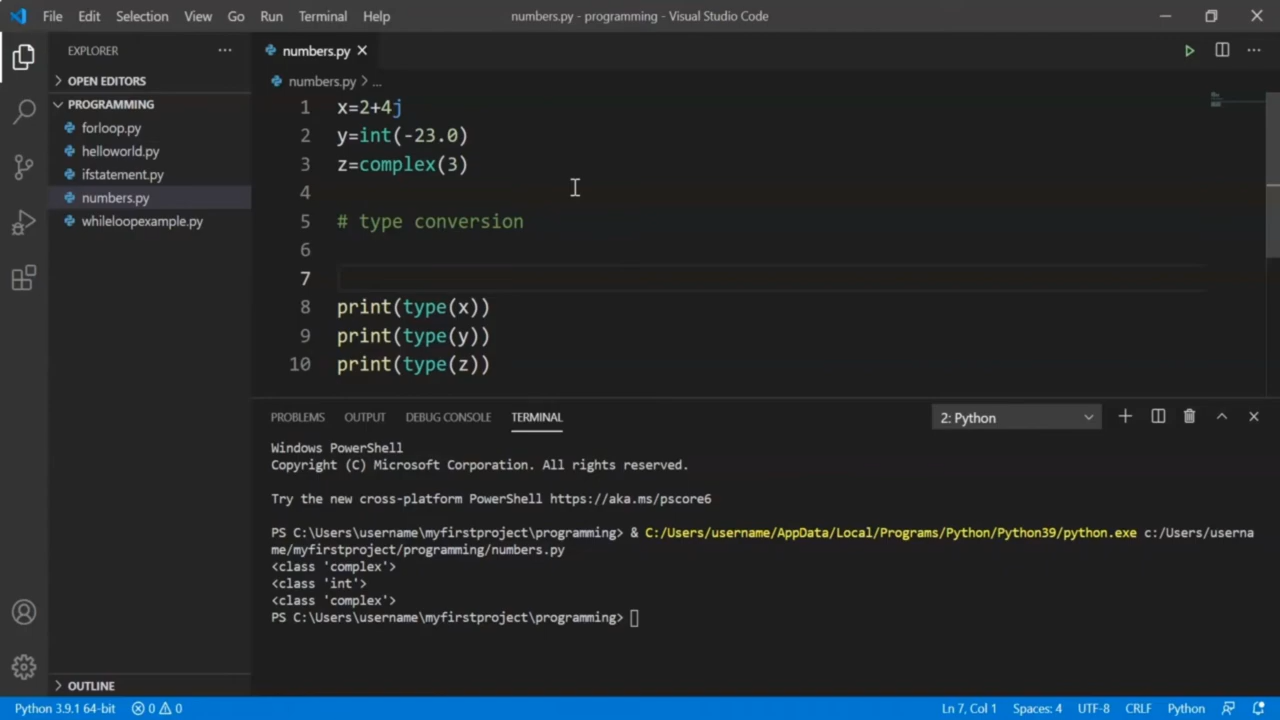 File Edit Selection View Go Run Terminal Help
numbers.py - programming - Visual Studio Code
EXPLORER
OPEN EDITORS
PROGRAMMING
forloop.py
helloworld.py
ifstatement.py
numbers.py
whileloopexample.py
OUTLINE
numbers.py
numbers.py > ...
1 x=2+4j
2 y=int(-23.0)
3 z=complex(3)
4
5 # type conversion
6
7
8 print(type(x))
9 print(type(y))
10 print(type(z))
PROBLEMS OUTPUT DEBUG CONSOLE TERMINAL
2: Python
Windows PowerShell
Copyright (C) Microsoft Corporation. All rights reserved.
Try the new cross-platform PowerShell https://aka.ms/pscore6
PS C:\Users\username\myfirstproject\programming> & C:/Users/username/AppData/Local/Programs/Python/Python39/python.exe c:/Users/userna
me/myfirstproject/programming/numbers.py
<class 'complex'>
<class 'int'>
<class 'complex'>
PS C:\Users\username\myfirstproject\programming>
Python 3.9.1 64-bit 0 0 Ln 7, Col 1 Spaces: 4 UTF-8 CRLF Python